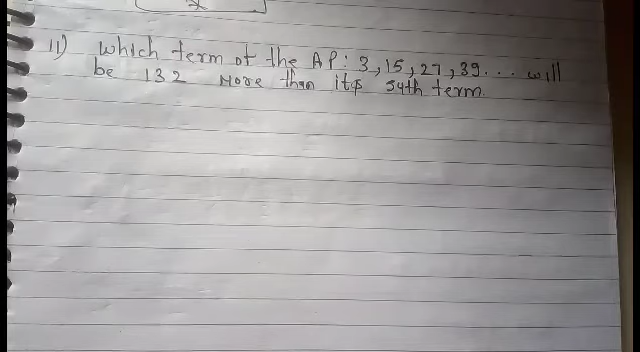 11) which term of the AP: 3,15,27,39... will
be 132 more than its 54th term.